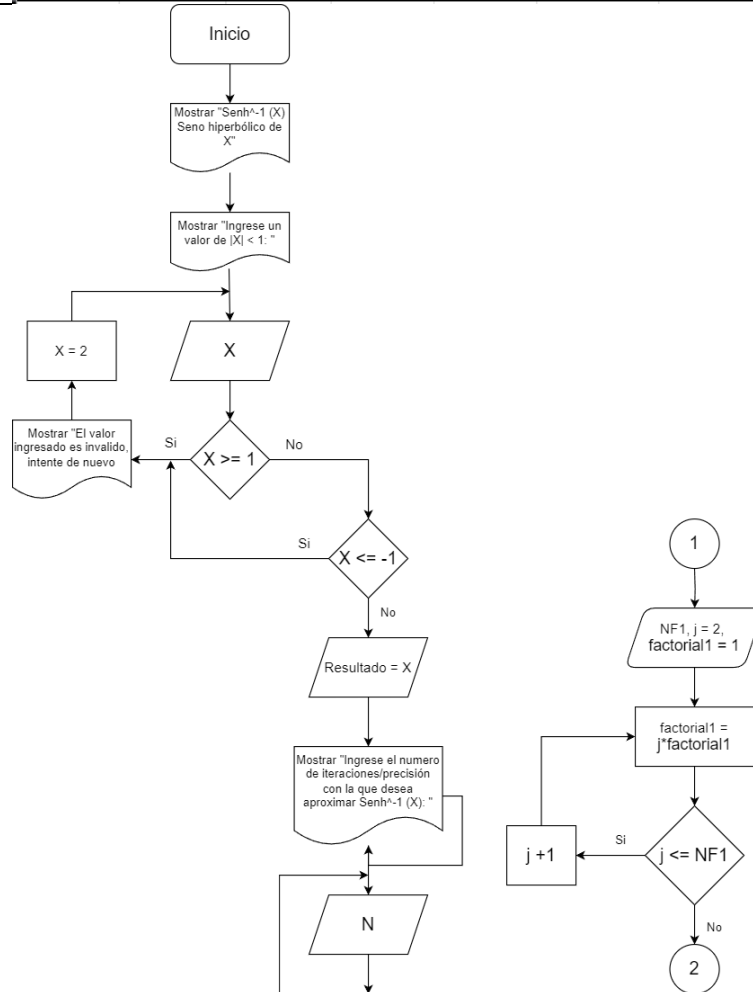 Inicio
Mostrar "Senh^-1 (X)
Seno hiperbólico de
X"
Mostrar "Ingrese un
valor de |X| < 1: "
X = 2
X
Mostrar "El valor
ingresado es invalido,
intente de nuevo
Si
X >= 1
No
Si
X <= -1
No
Resultado = X
Mostrar "Ingrese el numero
de iteraciones/precisión
con la que desea
aproximar Senh^-1 (X): "
N
1
NF1, j = 2,
factorial1 = 1
factorial1 =
j*factorial1
j +1
Si
j <= NF1
No
2